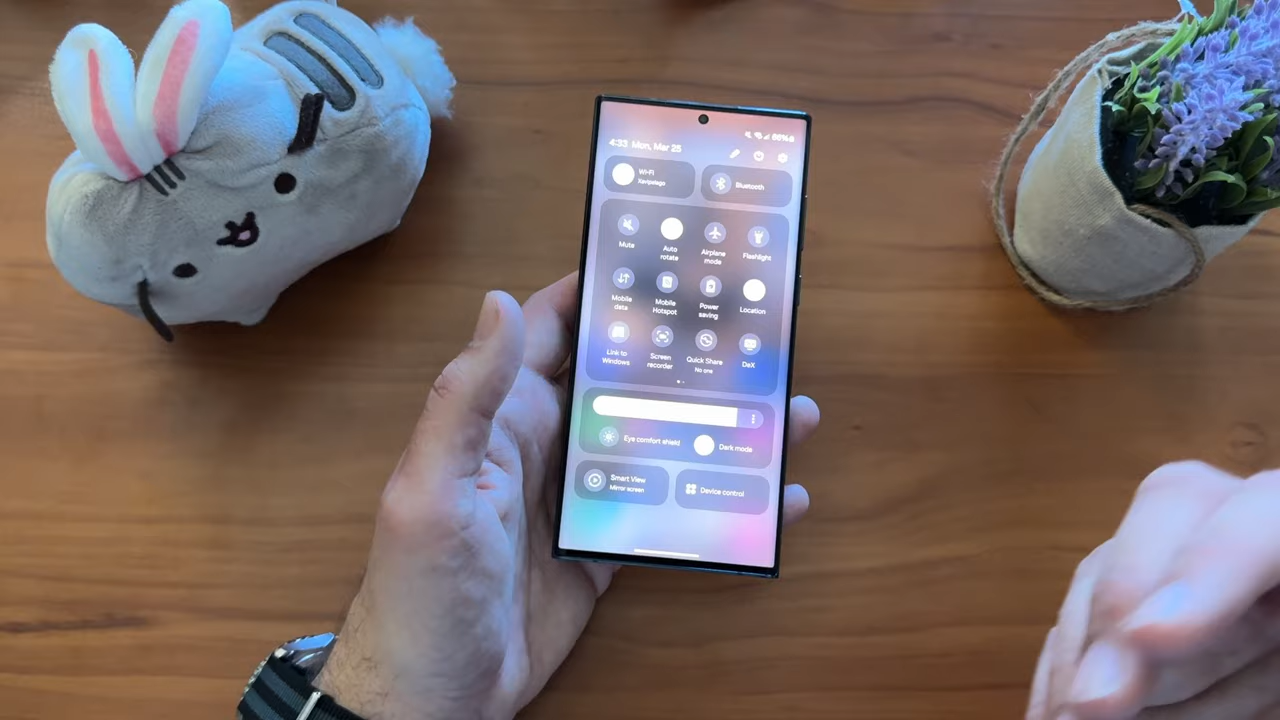 4:33 Mon, Mar 25
66%
Wi-Fi
Xavipelago
Bluetooth
Mute
Auto
rotate
Airplane
mode
Flashlight
Mobile
data
Mobile
Hotspot
Power
saving
Location
Link to
Windows
Screen
recorder
Quick Share
No one
DeX
Eye comfort shield
Dark mode
Smart View
Mirror screen
Device control